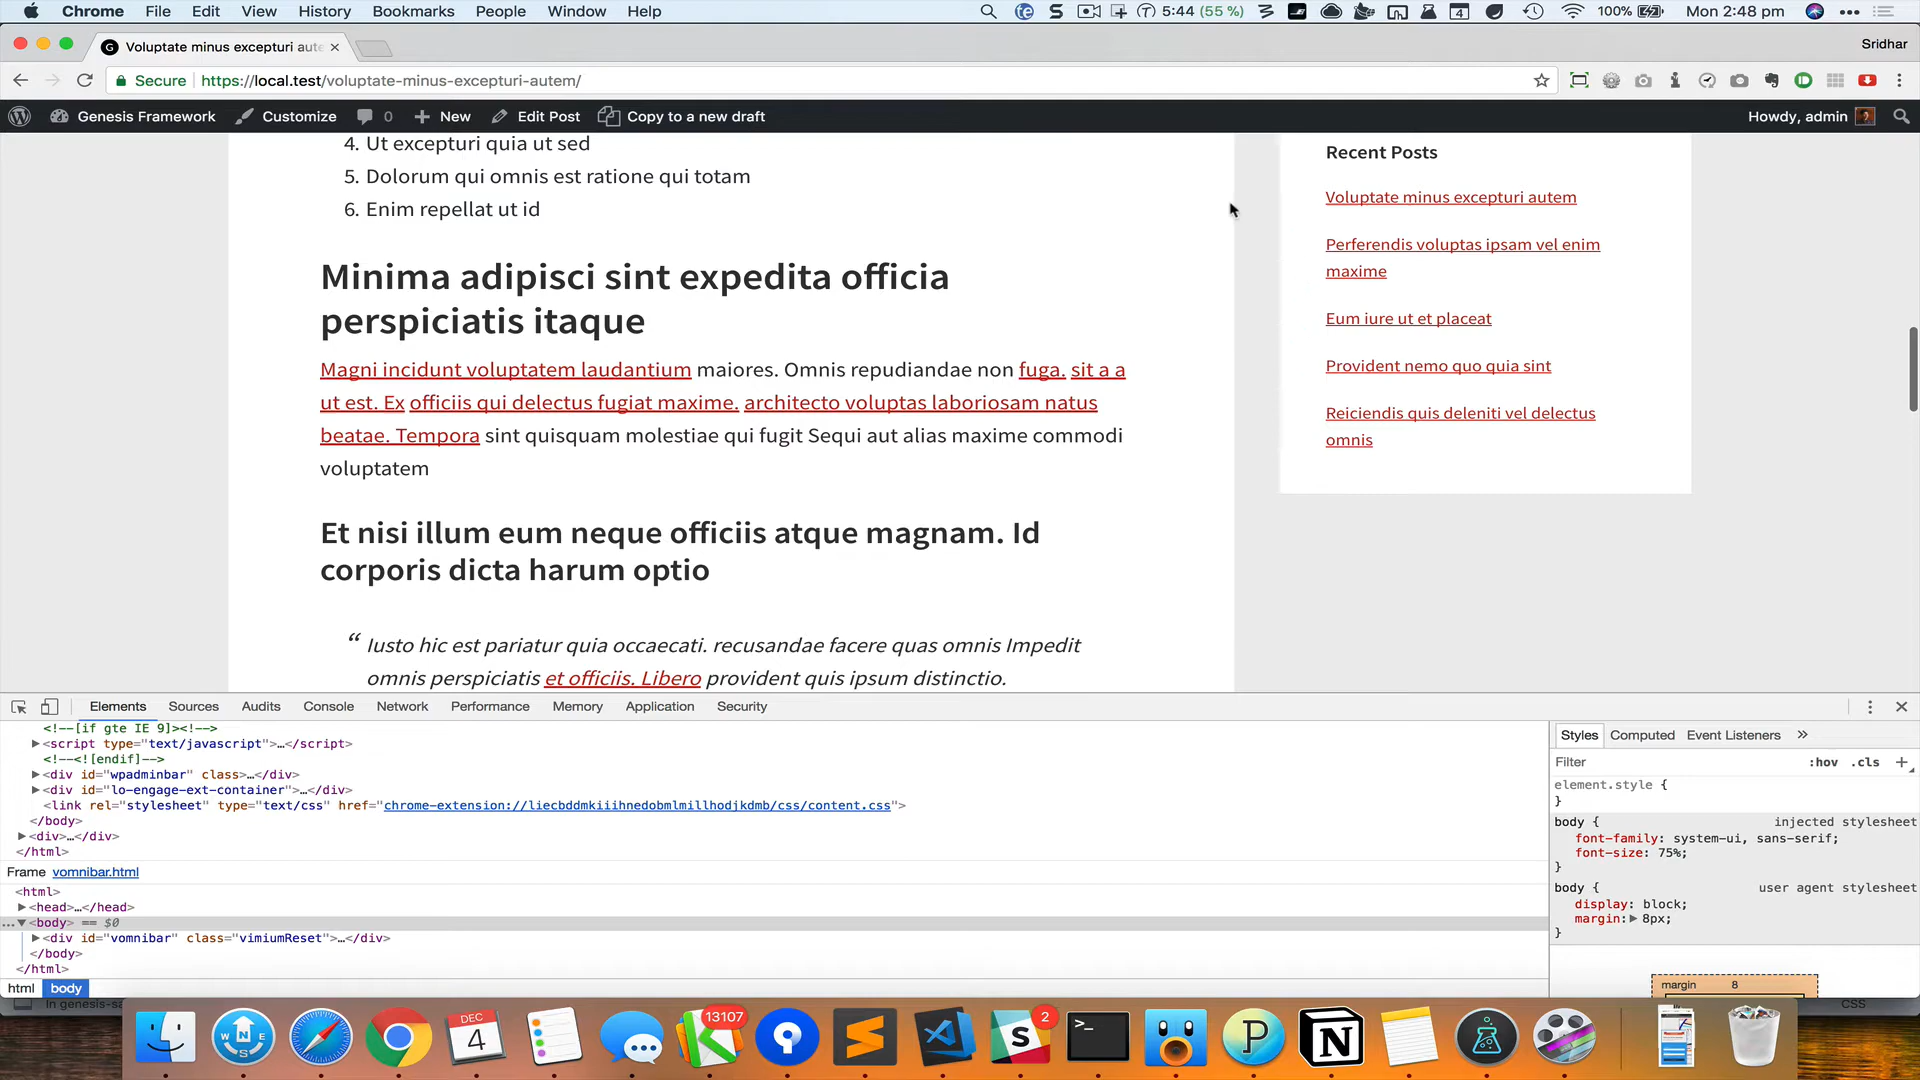 Chrome File Edit View History Bookmarks People Window Help 5:44 (55 %) 4 100% Mon 2:48 pm
Voluptate minus excepturi aute
Sridhar
Secure https://local.test/voluptate-minus-excepturi-autem/
Genesis Framework Customize 0 New Edit Post Copy to a new draft Howdy, admin
4. Ut excepturi quia ut sed
5. Dolorum qui omnis est ratione qui totam
6. Enim repellat ut id
Minima adipisci sint expedita officia
perspiciatis itaque
Magni incidunt voluptatem laudantium maiores. Omnis repudiandae non fuga. sit a a
ut est. Ex officiis qui delectus fugiat maxime. architecto voluptas laboriosam natus
beatae. Tempora sint quisquam molestiae qui fugit Sequi aut alias maxime commodi
voluptatem
Et nisi illum eum neque officiis atque magnam. Id
corporis dicta harum optio
“ Iusto hic est pariatur quia occaecati. recusandae facere quas omnis Impedit
omnis perspiciatis et officiis. Libero provident quis ipsum distinctio.
Recent Posts
Voluptate minus excepturi autem
Perferendis voluptas ipsam vel enim
maxime
Eum iure ut et placeat
Provident nemo quo quia sint
Reiciendis quis deleniti vel delectus
omnis
Elements Sources Audits Console Network Performance Memory Application Security
<!--[if gte IE 9]><!-->
<script type="text/javascript">…</script>
<!--<![endif]-->
<div id="wpadminbar" class>…</div>
<div id="lo-engage-ext-container">…</div>
<link rel="stylesheet" type="text/css" href="chrome-extension://liecbddmkiiihnedobmlmillhodjkdmb/css/content.css">
</body>
<div>…</div>
</html>
Frame vomnibar.html
<html>
<head>…</head>
… <body> == $0
<div id="vomnibar" class="vimiumReset">…</div>
</body>
</html>
html body
Styles Computed Event Listeners »
Filter :hov .cls +
element.style {
}
body { injected stylesheet
font-family: system-ui, sans-serif;
font-size: 75%;
}
body { user agent stylesheet
display: block;
margin: 8px;
}
margin 8
In genesis-sa
CSS
DEC
4
13107
2